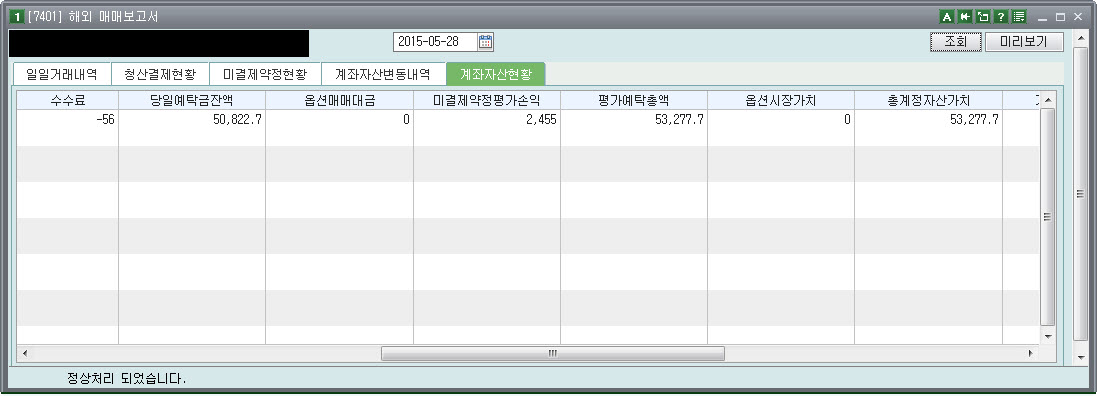 1 [7401] 해외 매매보고서 A ?
2015-05-28 조회 미리보기
일일거래내역 청산결제현황 미결제약정현황 계좌자산변동내역 계좌자산현황
수수료 당일예탁금잔액 옵션매매대금 미결제약정평가손익 평가예탁총액 옵션시장가치 총계정자산가치
-56 50,822.7 0 2,455 53,277.7 0 53,277.7
정상처리 되었습니다.